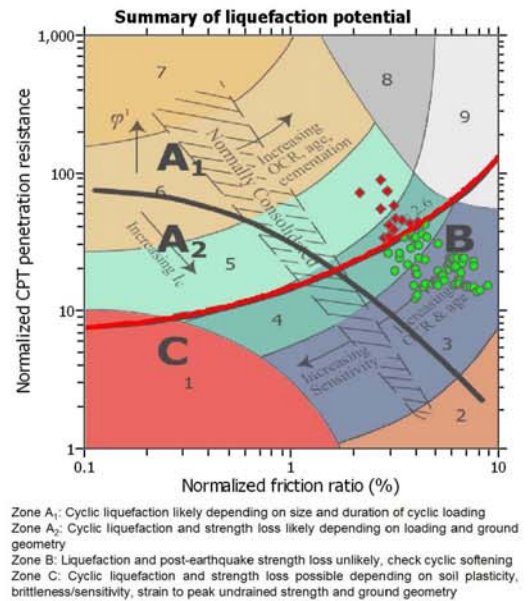 Summary of liquefaction potential
1,000
7
8
9
φ'
Increasing
OCR, age,
cementation
Normally Consolidated
100
A1
6
2.6
A2
Increasing Ic
B
5
10
4
Increasing
OCR & age
3
C
Increasing
Sensitivity
1
2
1
0.1
1
10
Normalized CPT penetration resistance
Normalized friction ratio (%)
Zone A1: Cyclic liquefaction likely depending on size and duration of cyclic loading
Zone A2: Cyclic liquefaction and strength loss likely depending on loading and ground
geometry
Zone B: Liquefaction and post-earthquake strength loss unlikely, check cyclic softening
Zone C: Cyclic liquefaction and strength loss possible depending on soil plasticity,
brittleness/sensitivity, strain to peak undrained strength and ground geometry